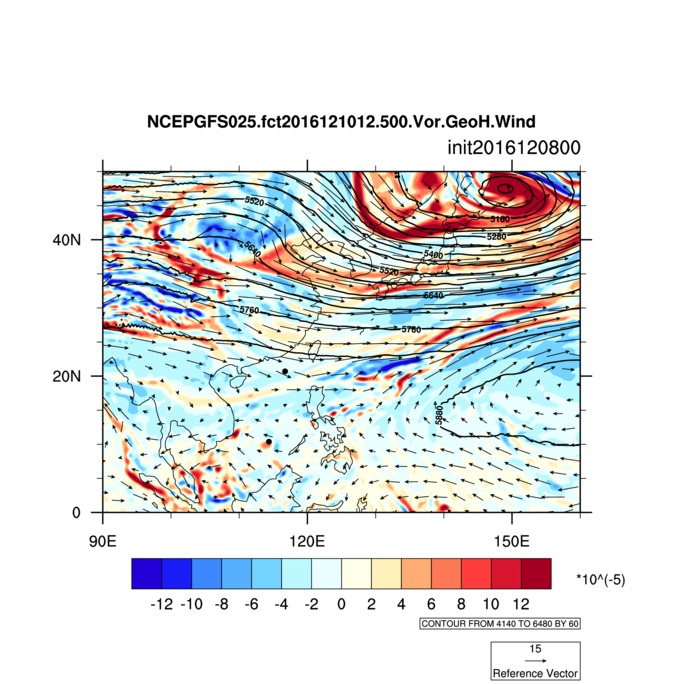 NCEPGFS025.fct2016121012.500.Vor.GeoH.Wind
init2016120800
5520
5180
5280
40N
5640
5400
5520
5640
5760
5760
20N
5880
0
90E 120E 150E
-12 -10 -8 -6 -4 -2 0 2 4 6 8 10 12
*10^(-5)
CONTOUR FROM 4140 TO 6480 BY 60
15
Reference Vector